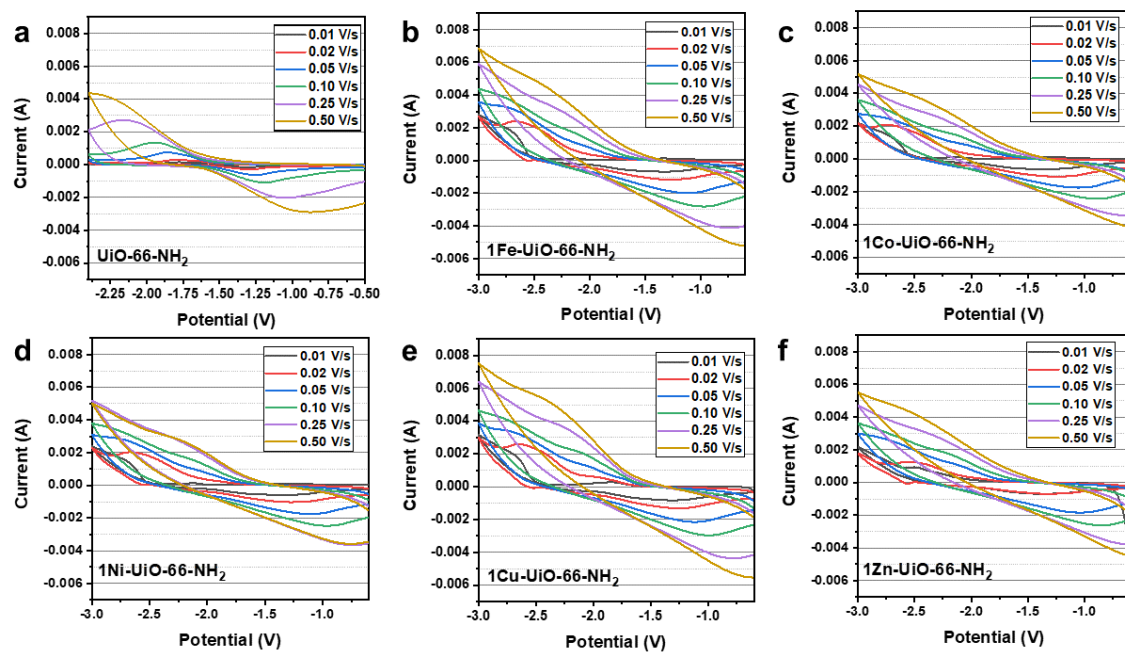 a
0.008
0.006
0.004
0.002
0.000
-0.002
-0.004
-0.006
Current (A)
0.01 V/s
0.02 V/s
0.05 V/s
0.10 V/s
0.25 V/s
0.50 V/s
UiO-66-NH2
-2.25 -2.00 -1.75 -1.50 -1.25 -1.00 -0.75 -0.50
Potential (V)
b
0.008
0.006
0.004
0.002
0.000
-0.002
-0.004
-0.006
Current (A)
0.01 V/s
0.02 V/s
0.05 V/s
0.10 V/s
0.25 V/s
0.50 V/s
1Fe-UiO-66-NH2
-3.0 -2.5 -2.0 -1.5 -1.0
Potential (V)
c
0.008
0.006
0.004
0.002
0.000
-0.002
-0.004
-0.006
Current (A)
0.01 V/s
0.02 V/s
0.05 V/s
0.10 V/s
0.25 V/s
0.50 V/s
1Co-UiO-66-NH2
-3.0 -2.5 -2.0 -1.5 -1.0
Potential (V)
d
0.008
0.006
0.004
0.002
0.000
-0.002
-0.004
-0.006
Current (A)
0.01 V/s
0.02 V/s
0.05 V/s
0.10 V/s
0.25 V/s
0.50 V/s
1Ni-UiO-66-NH2
-3.0 -2.5 -2.0 -1.5 -1.0
Potential (V)
e
0.008
0.006
0.004
0.002
0.000
-0.002
-0.004
-0.006
Current (A)
0.01 V/s
0.02 V/s
0.05 V/s
0.10 V/s
0.25 V/s
0.50 V/s
1Cu-UiO-66-NH2
-3.0 -2.5 -2.0 -1.5 -1.0
Potential (V)
f
0.008
0.006
0.004
0.002
0.000
-0.002
-0.004
-0.006
Current (A)
0.01 V/s
0.02 V/s
0.05 V/s
0.10 V/s
0.25 V/s
0.50 V/s
1Zn-UiO-66-NH2
-3.0 -2.5 -2.0 -1.5 -1.0
Potential (V)